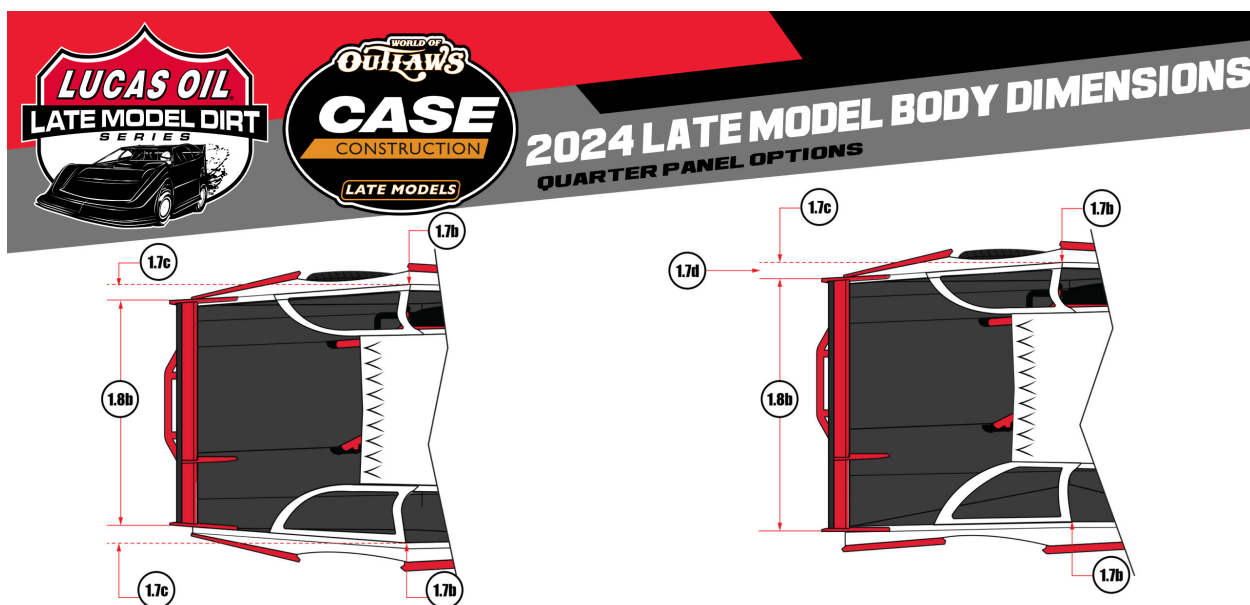 LUCAS OIL
LATE MODEL DIRT
SERIES
WORLD OF
OUTLAWS
CASE
CONSTRUCTION
LATE MODELS
2024 LATE MODEL BODY DIMENSIONS
QUARTER PANEL OPTIONS
1.7c
1.7b
1.8b
1.7c
1.7b
1.7c
1.7b
1.7d
1.8b
1.7b